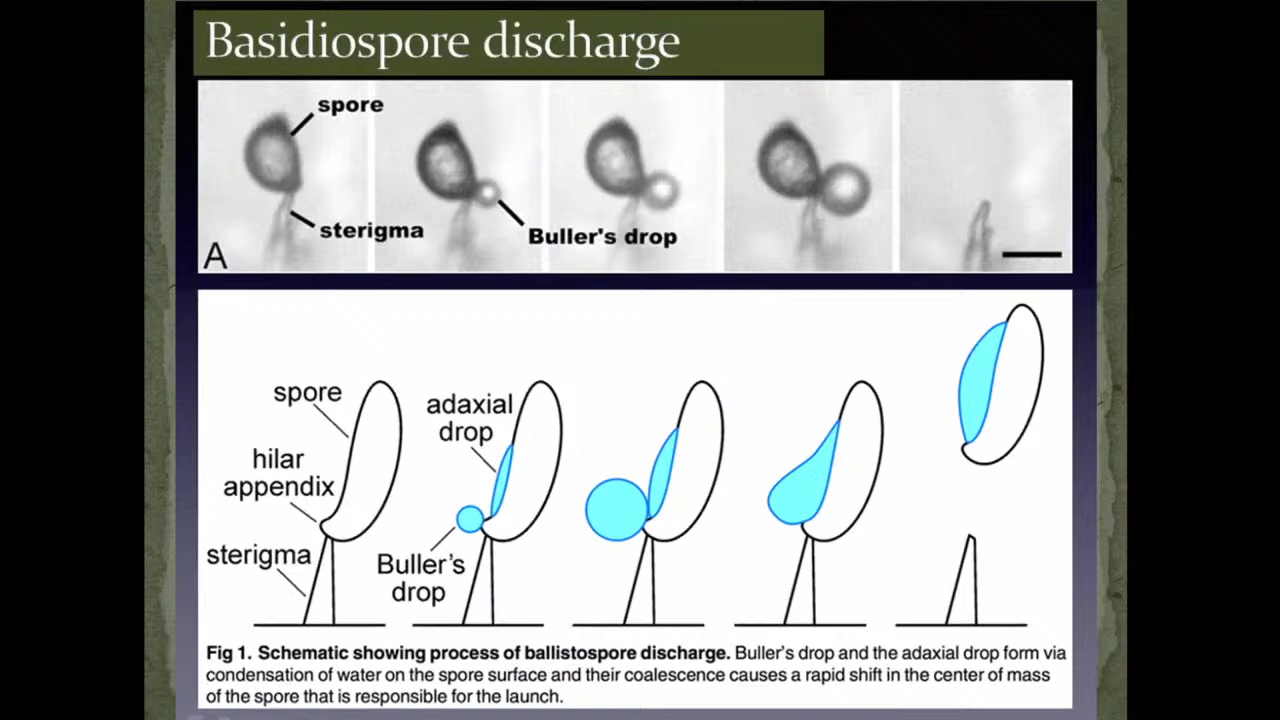 Basidiospore discharge
spore
sterigma
Buller's drop
A
spore
hilar
appendix
sterigma
adaxial
drop
Buller's
drop
Fig 1. Schematic showing process of ballistospore discharge. Buller's drop and the adaxial drop form via
condensation of water on the spore surface and their coalescence causes a rapid shift in the center of mass
of the spore that is responsible for the launch.